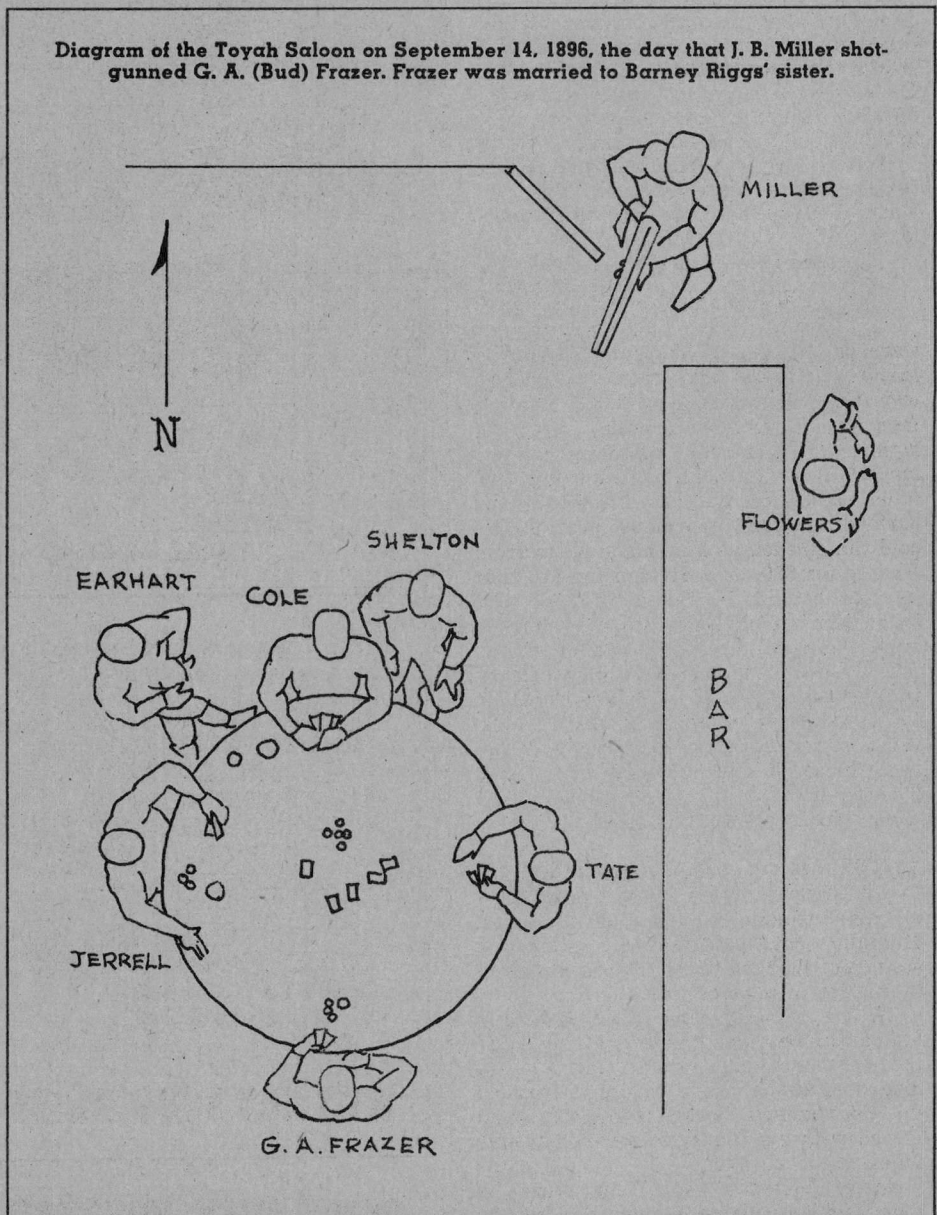 Diagram of the Toyah Saloon on September 14, 1896, the day that J. B. Miller shot-
gunned G. A. (Bud) Frazer. Frazer was married to Barney Riggs' sister.
MILLER
N
FLOWERS
SHELTON
EARHART
COLE
BAR
TATE
JERRELL
G. A. FRAZER